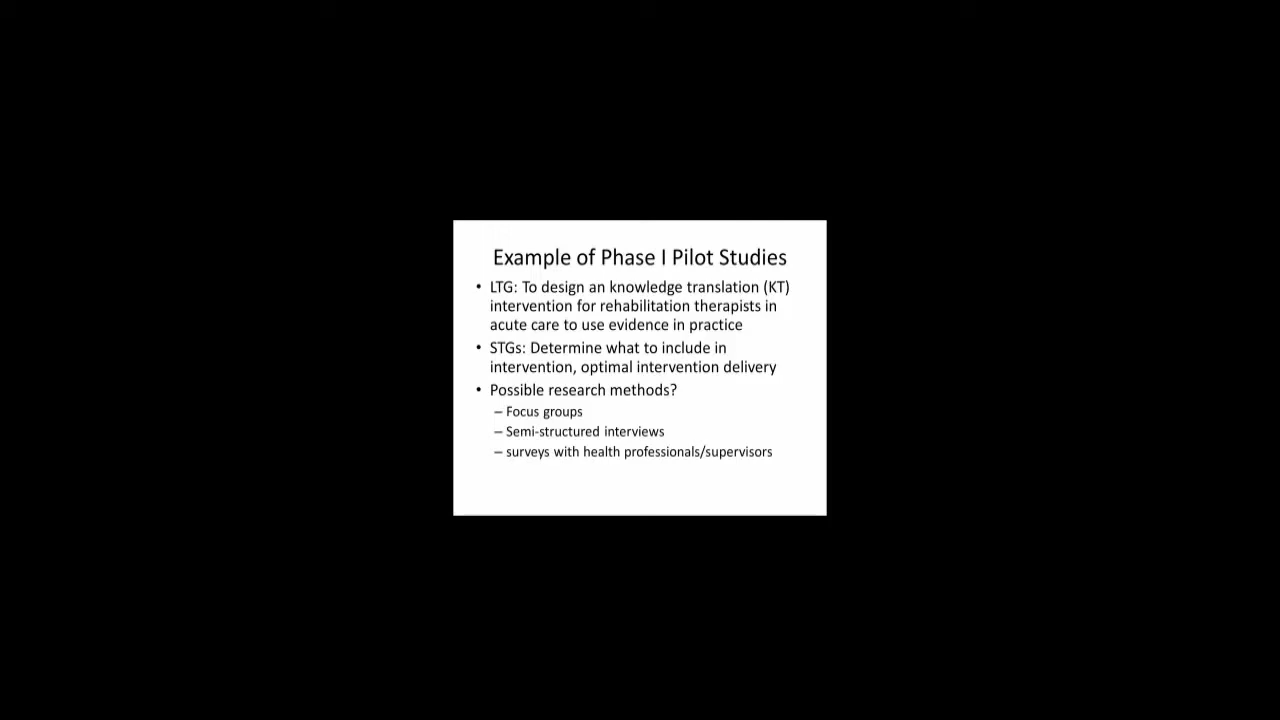 Example of Phase I Pilot Studies
• LTG: To design an knowledge translation (KT)
intervention for rehabilitation therapists in
acute care to use evidence in practice
• STGs: Determine what to include in
intervention, optimal intervention delivery
• Possible research methods?
– Focus groups
– Semi-structured interviews
– surveys with health professionals/supervisors